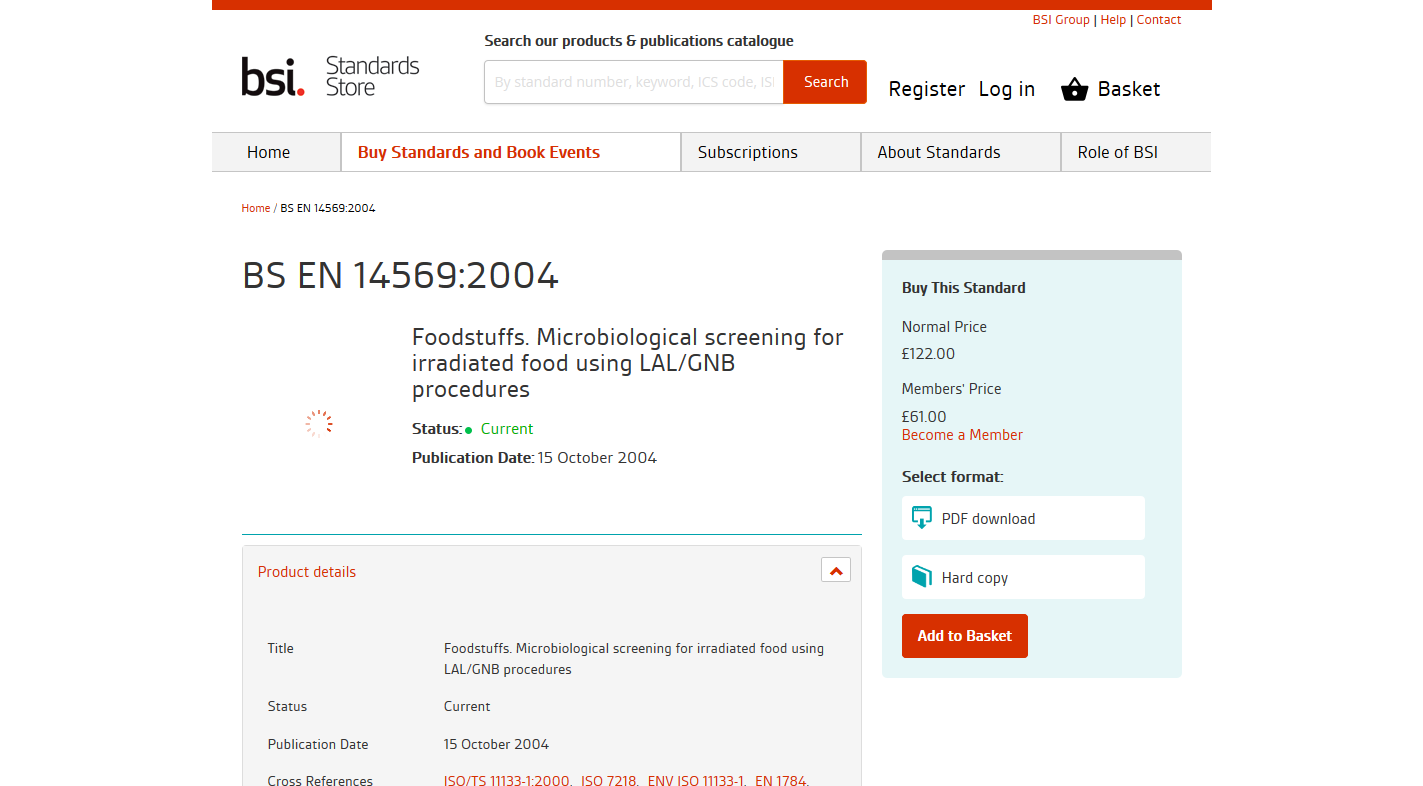 BSI Group | Help | Contact
Search our products & publications catalogue
bsi. Standards Store
By standard number, keyword, ICS code, ISI
Search
Register Log in Basket
Home
Buy Standards and Book Events
Subscriptions
About Standards
Role of BSI
Home / BS EN 14569:2004
BS EN 14569:2004
Foodstuffs. Microbiological screening for
irradiated food using LAL/GNB
procedures
Status: Current
Publication Date: 15 October 2004
Buy This Standard
Normal Price
£122.00
Members' Price
£61.00
Become a Member
Select format:
PDF download
Hard copy
Add to Basket
Product details
Title Foodstuffs. Microbiological screening for irradiated food using
LAL/GNB procedures
Status Current
Publication Date 15 October 2004
Cross References ISO/TS 11133-1:2000, ISO 7218, ENV ISO 11133-1, EN 1784,